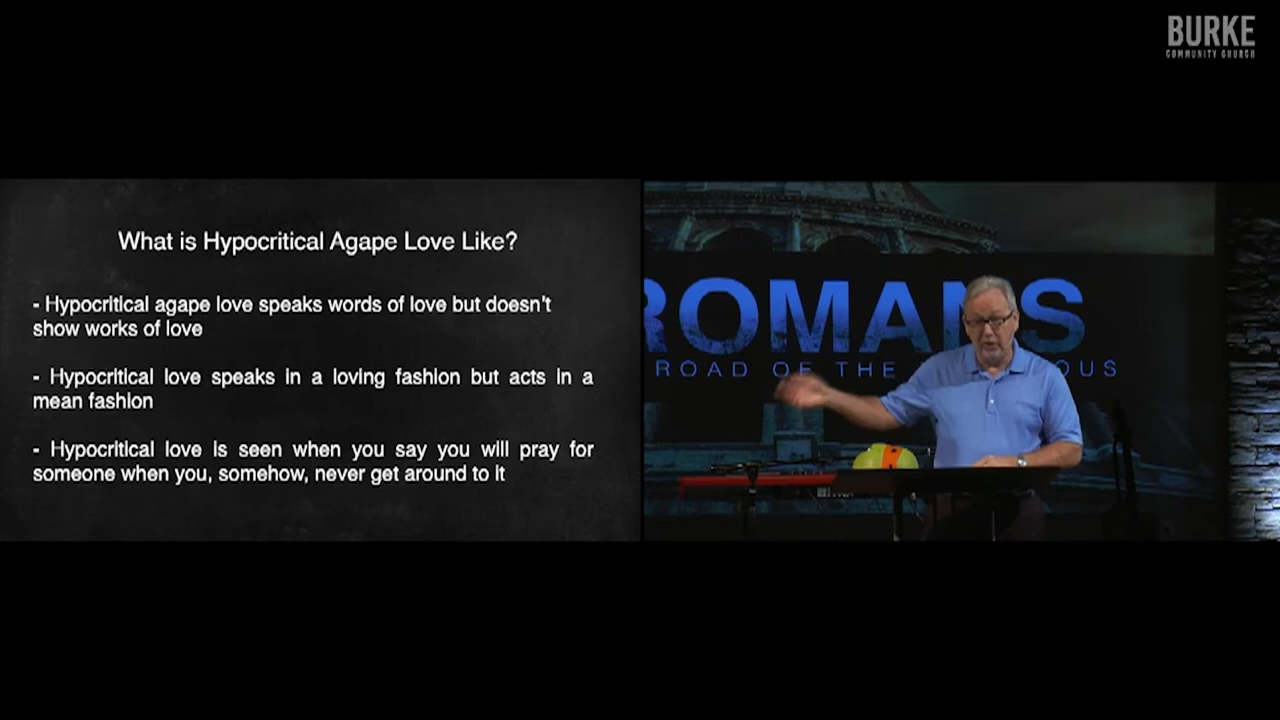 BURKE
COMMUNITY CHURCH
What is Hypocritical Agape Love Like?
- Hypocritical agape love speaks words of love but doesn't
show works of love
- Hypocritical love speaks in a loving fashion but acts in a
mean fashion
- Hypocritical love is seen when you say you will pray for
someone when you, somehow, never get around to it
ROMANS
ROAD OF THE